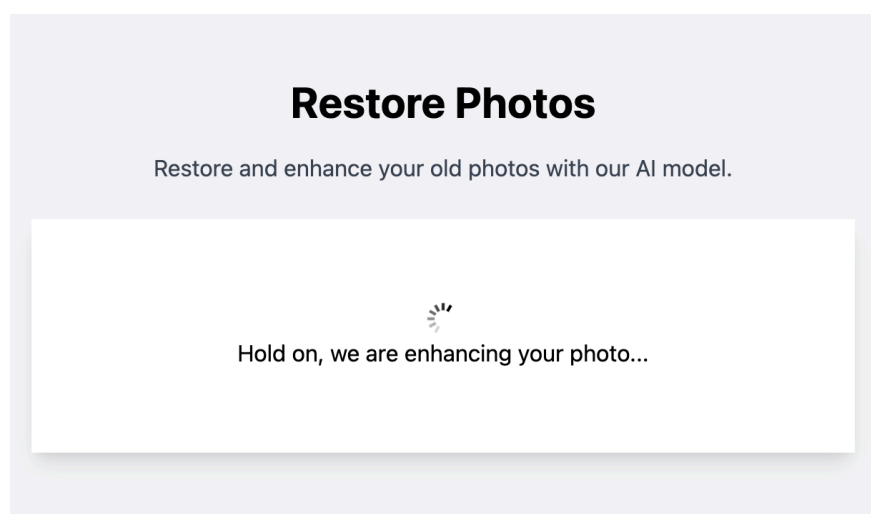 Restore Photos
Restore and enhance your old photos with our AI model.
Hold on, we are enhancing your photo...